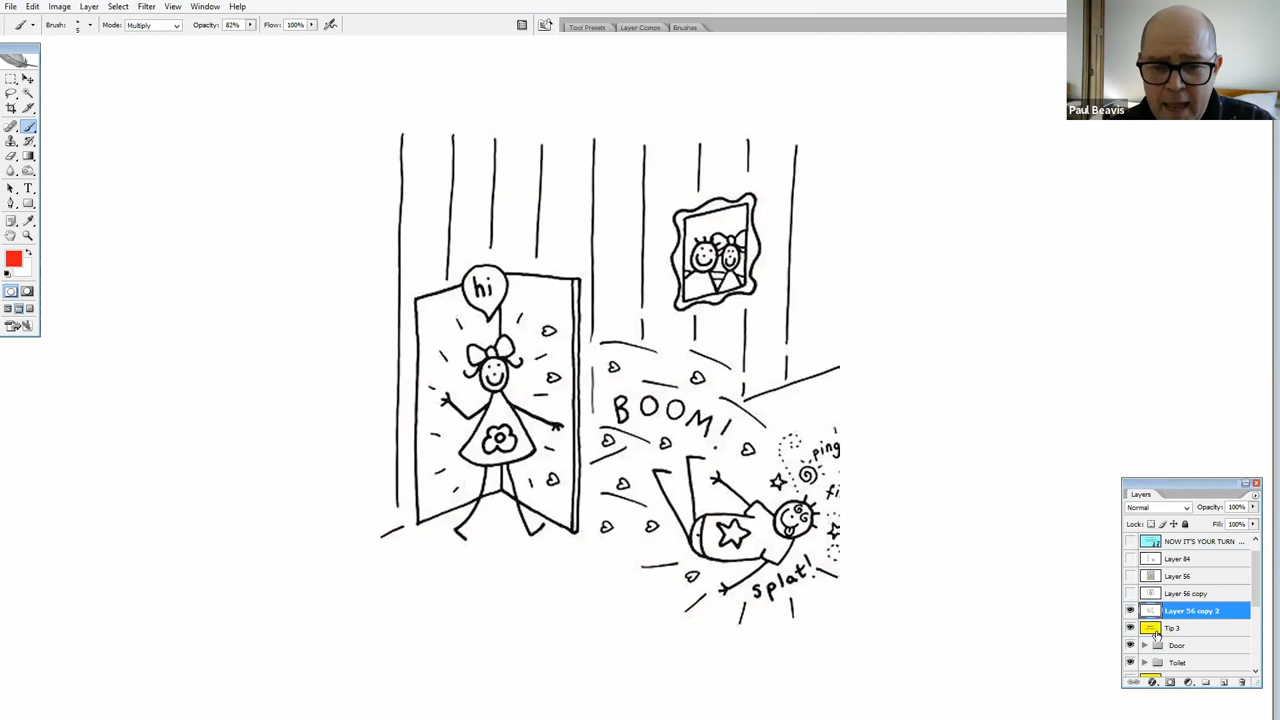 File Edit Image Layer Select Filter View Window Help
Brush: 5 Mode: Multiply Opacity: 82% Flow: 100%
Tool Presets Layer Comps Brushes
Paul Beavis
hi
BOOM!
ping
splat!
Layers
Normal Opacity: 100%
Lock: Fill: 100%
NOW IT'S YOUR TURN ...
Layer 84
Layer 56
Layer 56 copy
Layer 56 copy 2
Tip 3
Door
Toilet